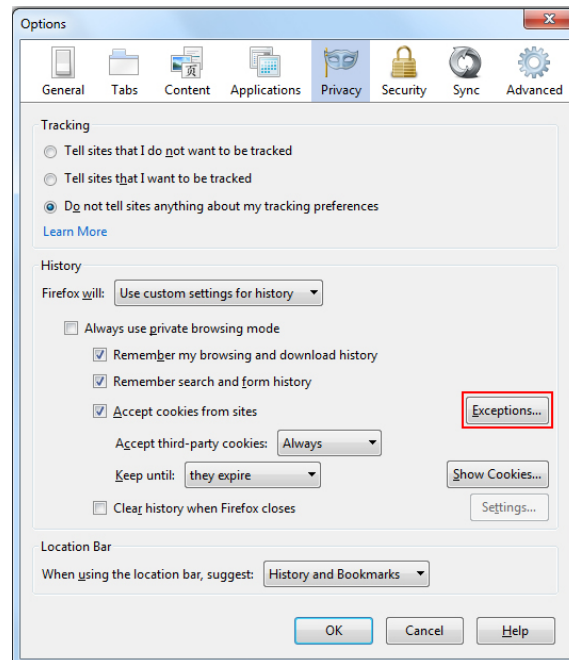 Options
General Tabs Content Applications Privacy Security Sync Advanced
页
Tracking
Tell sites that I do not want to be tracked
Tell sites that I want to be tracked
Do not tell sites anything about my tracking preferences
Learn More
History
Firefox will: Use custom settings for history
Always use private browsing mode
Remember my browsing and download history
Remember search and form history
Accept cookies from sites Exceptions...
Accept third-party cookies: Always
Keep until: they expire Show Cookies...
Clear history when Firefox closes Settings...
Location Bar
When using the location bar, suggest: History and Bookmarks
OK Cancel Help